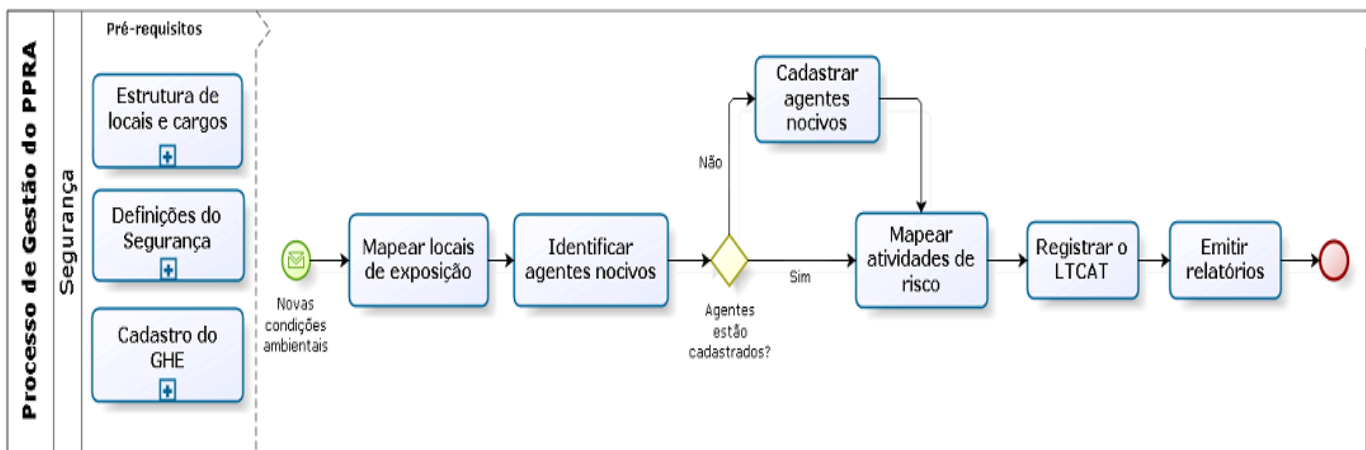 Processo de Gestão do PPRA
Segurança
Pré-requisitos
Estrutura de
locais e cargos
Definições do
Segurança
Cadastro do
GHE
Novas
condições
ambientais
Mapear locais
de exposição
Identificar
agentes nocivos
Agentes
estão
cadastrados?
Não
Cadastrar
agentes
nocivos
Sim
Mapear
atividades de
risco
Registrar o
LTCAT
Emitir
relatórios